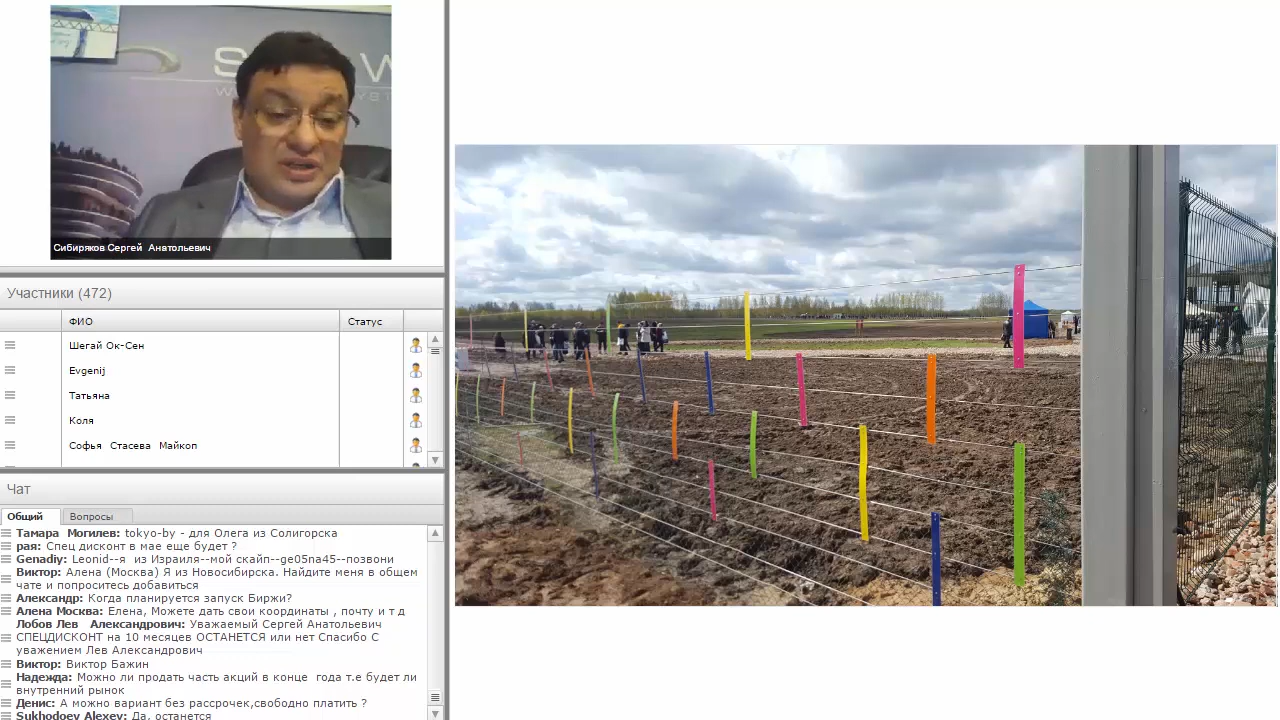 Сибиряков Сергей Анатольевич
Участники (472)
ФИО
Статус
Шегай Ок-Сен
Evgenij
Татьяна
Коля
Софья Стасева Майкоп
Чат
Общий
Вопросы
Тамара Могилев: tokyo-by - для Олега из Солигорска
рая: Спец дисконт в мае еще будет ?
Genadiy: Leonid--я из Израиля--мой скайп--ge05na45--позвони
Виктор: Алена (Москва) Я из Новосибирска. Найдите меня в общем
чате и попроситесь добавиться
Александр: Когда планируется запуск Биржи?
Алена Москва: Елена, Можете дать свои координаты , почту и т д
Лобов Лев Александрович: Уважаемый Сергей Анатольевич
СПЕЦДИСКОНТ на 10 месяцев ОСТАНЕТСЯ или нет Спасибо С
уважением Лев Александрович
Виктор: Виктор Бажин
Надежда: Можно ли продать часть акций в конце года т.е будет ли
внутренний рынок
Денис: А можно вариант без рассрочек,свободно платить ?
Sukhodoev Alexey: Да, останется